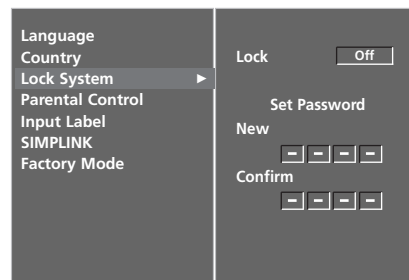 Language
Country
Lock System ►
Parental Control
Input Label
SIMPLINK
Factory Mode
Lock Off
Set Password
New
– – – –
Confirm
– – – –